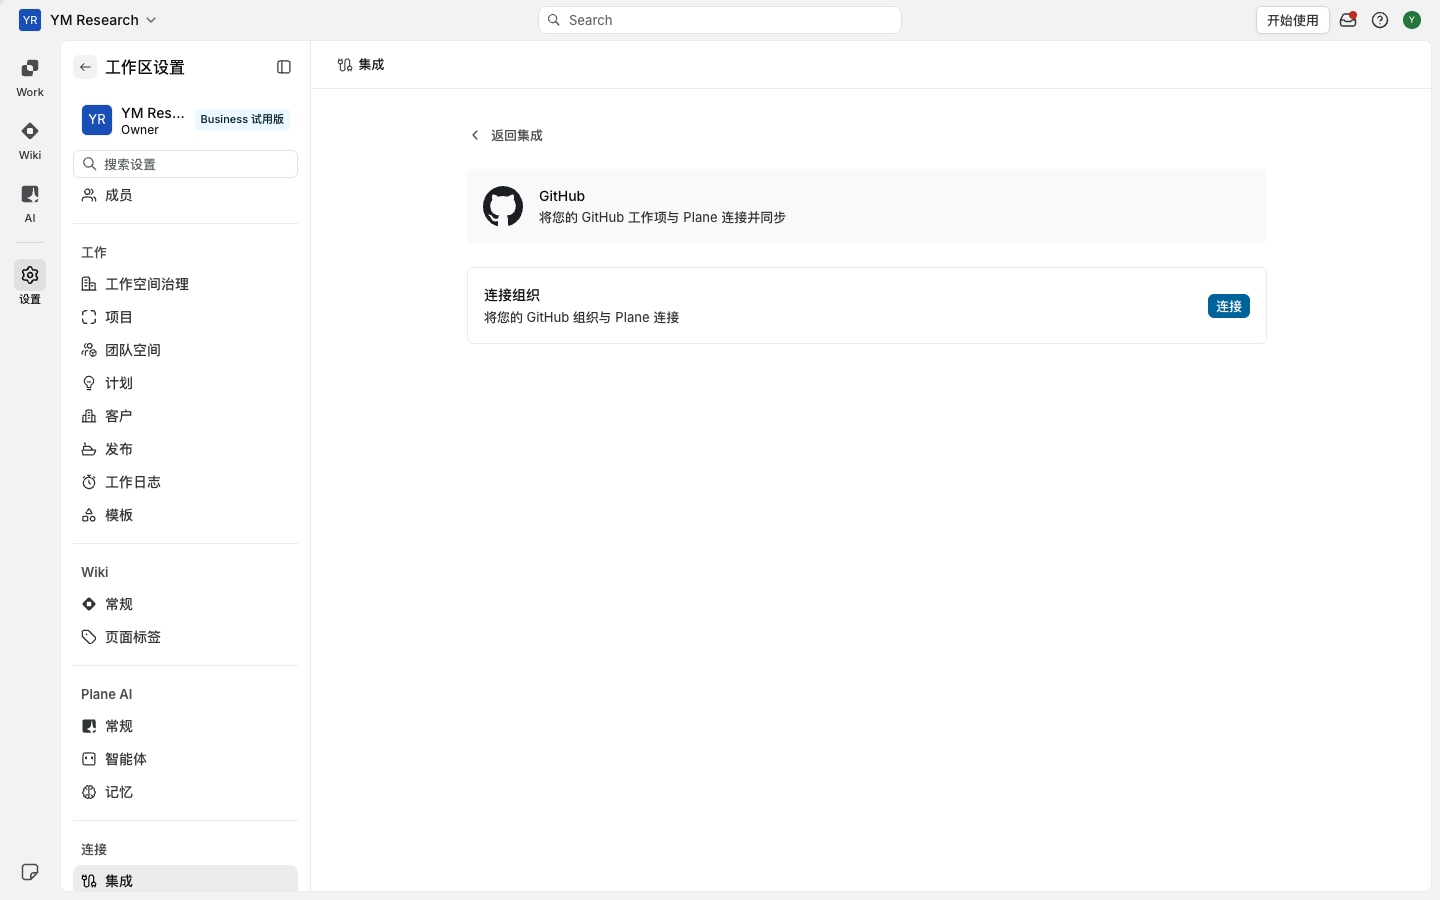 YR YM Research
Search
开始使用
Y
Work
Wiki
AI
设置
工作区设置
YR
YM Res...
Owner
Business 试用版
搜索设置
成员
工作
工作空间治理
项目
团队空间
计划
客户
发布
工作日志
模板
Wiki
常规
页面标签
Plane AI
常规
智能体
记忆
连接
集成
集成
返回集成
GitHub
将您的 GitHub 工作项与 Plane 连接并同步
连接组织
将您的 GitHub 组织与 Plane 连接
连接